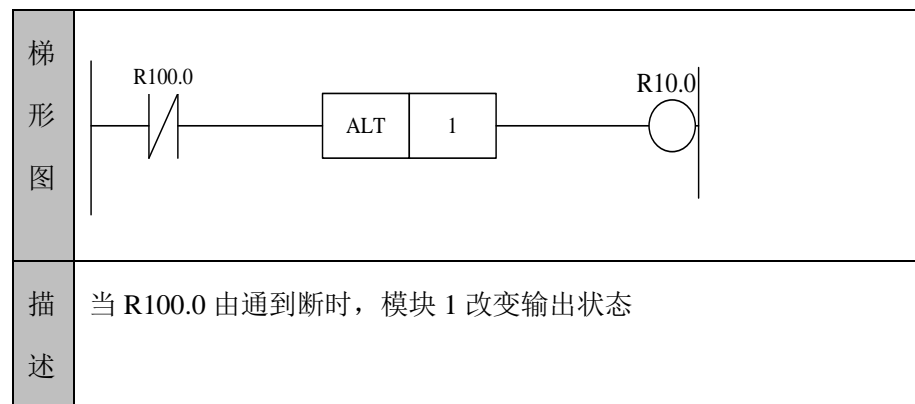 梯
形
图
R100.0
R10.0
ALT 1
描
述
当 R100.0 由通到断时，模块 1 改变输出状态